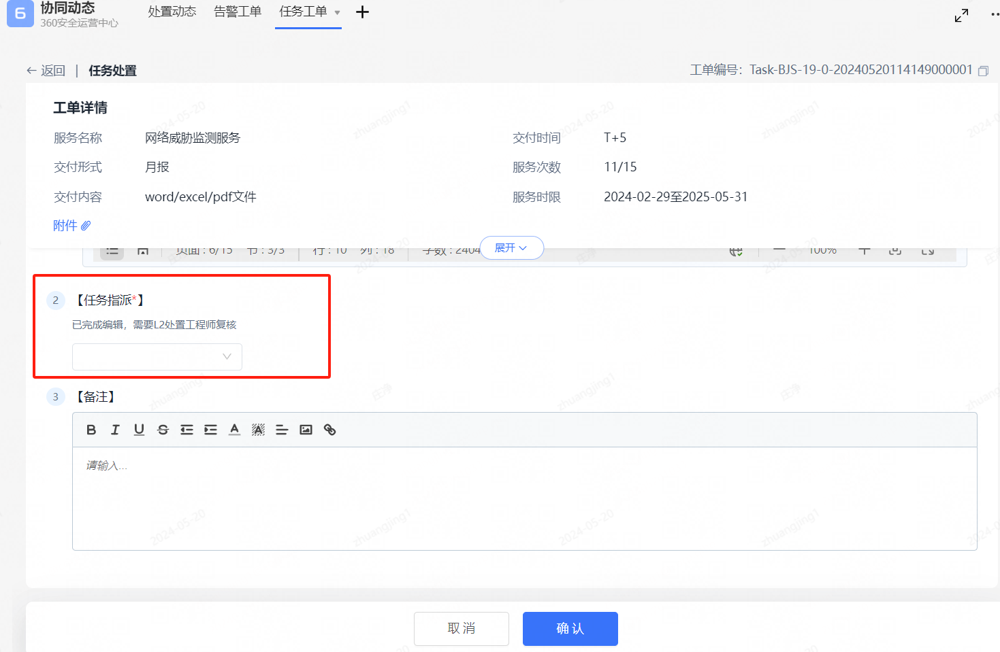 协同动态
360安全运营中心
处置动态 告警工单 任务工单
返回 | 任务处置
工单编号：Task-BJS-19-0-20240520114149000001
工单详情
服务名称 网络威胁监测服务 交付时间 T+5
交付形式 月报 服务次数 11/15
交付内容 word/excel/pdf文件 服务时限 2024-02-29至2025-05-31
附件
页面：6/15 节：3/3 行：10 列：18 字数：2404 展开 100%
2 【任务指派*】
已完成编辑，需要L2处置工程师复核
3 【备注】
B I U S A A
请输入...
取消 确认
2024-05-20
zhuangjing1
庄净